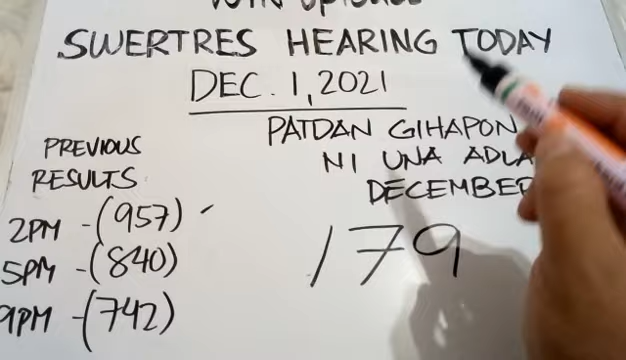 SWERTRES HEARING TODAY
DEC. 1, 2021
PREVIOUS
RESULTS
2PM - (957)
5PM - (840)
9PM - (742)
PATDAN GIHAPON
NI UNA ADLA
DECEMBER
179